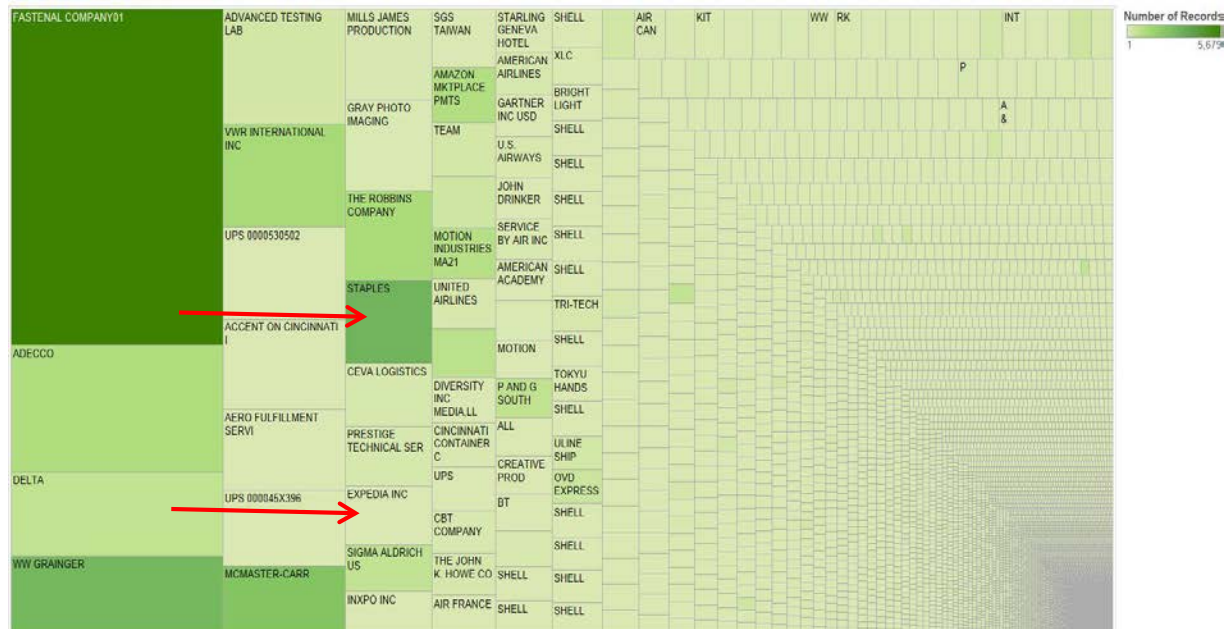 FASTENAL COMPANY01
ADECCO
DELTA
WW GRAINGER
ADVANCED TESTING
LAB
VWR INTERNATIONAL
INC
UPS 0000530502
ACCENT ON CINCINNATI
I
AERO FULFILLMENT
SERVI
UPS 000045X396
MCMASTER-CARR
MILLS JAMES
PRODUCTION
GRAY PHOTO
IMAGING
THE ROBBINS
COMPANY
STAPLES
CEVA LOGISTICS
PRESTIGE
TECHNICAL SER
EXPEDIA INC
SIGMA ALDRICH
US
INXPO INC
SGS
TAIWAN
AMAZON
MKTPLACE
PMTS
TEAM
MOTION
INDUSTRIES
MA21
UNITED
AIRLINES
DIVERSITY
INC
MEDIA,LL
CINCINNATI
CONTAINER
C
UPS
CBT
COMPANY
THE JOHN
K. HOWE CO
AIR FRANCE
STARLING
GENEVA
HOTEL
AMERICAN
AIRLINES
GARTNER
INC USD
U.S.
AIRWAYS
JOHN
DRINKER
SERVICE
BY AIR INC
AMERICAN
ACADEMY
MOTION
P AND G
SOUTH
ALL
CREATIVE
PROD
BT
SHELL
SHELL
SHELL
XLC
BRIGHT
LIGHT
SHELL
SHELL
SHELL
SHELL
SHELL
TRI-TECH
SHELL
TOKYU
HANDS
SHELL
ULINE
SHIP
OVD
EXPRESS
SHELL
SHELL
SHELL
SHELL
AIR
CAN
KIT
WW
RK
INT
P
A
&
Number of Records
1
5,679